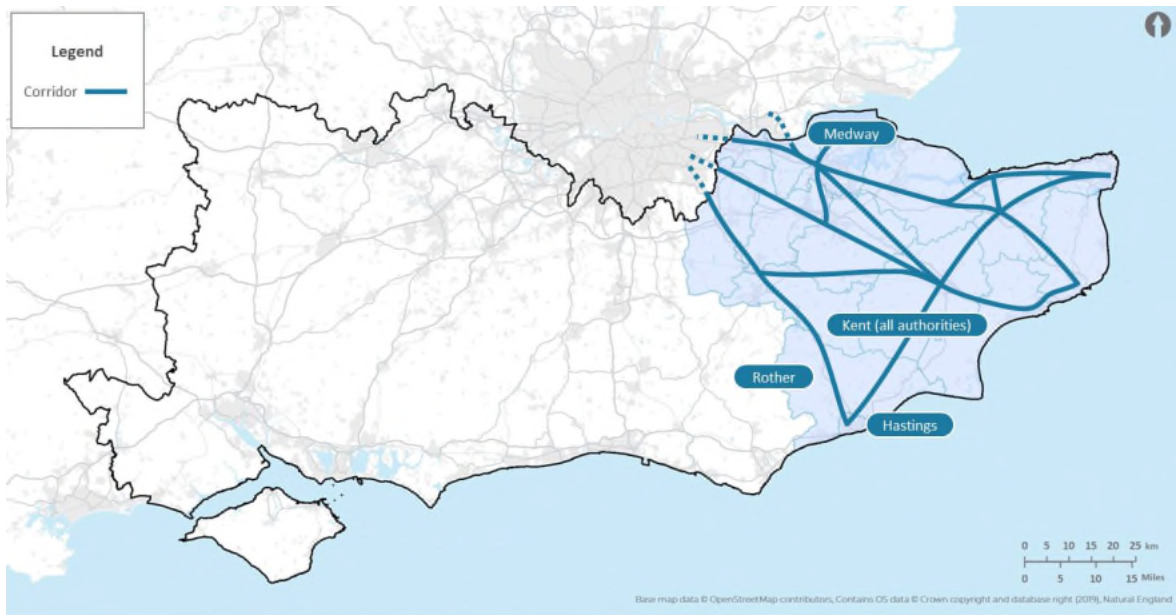 Legend
Corridor
Medway
Kent (all authorities)
Rother
Hastings
0 5 10 15 20 25 km
0 5 10 15 Miles
Base map data © OpenStreetMap contributors, Contains OS data © Crown copyright and database right (2019), Natural England